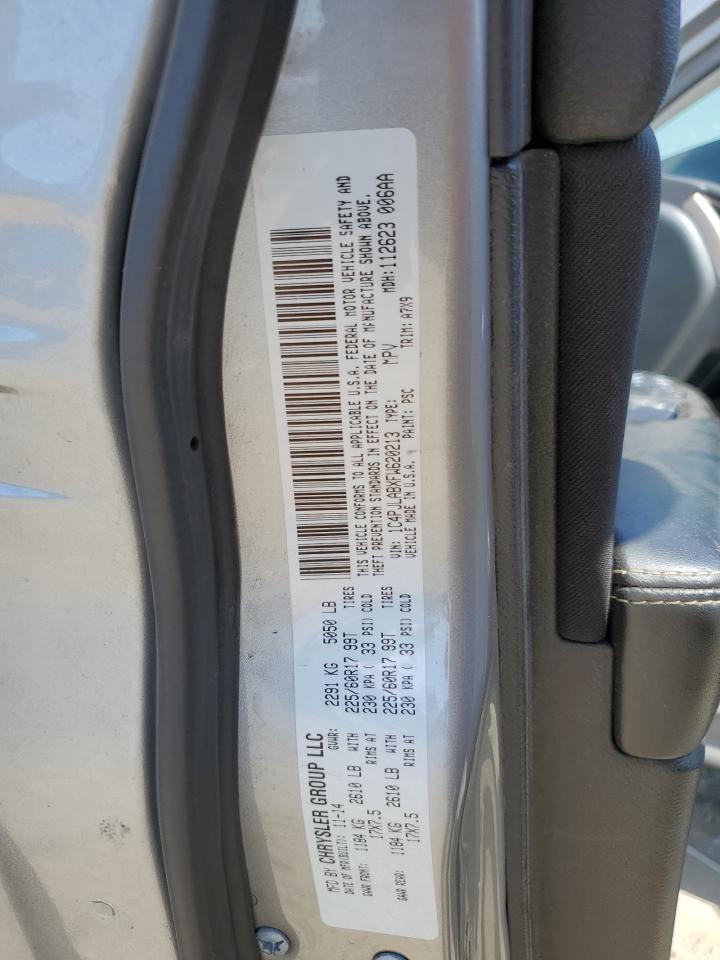 MFD BY CHRYSLER GROUP LLC
DATE OF MFR(BUILT): 11-14 GVWR: 2291 KG 5050 LB
GAWR FRONT: 1184 KG 2610 LB WITH 225/60R17 99T TIRES
17X7.5 RIMS AT 230 KPA ( 33 PSI) COLD
GAWR REAR: 1184 KG 2610 LB WITH 225/60R17 99T TIRES
17X7.5 RIMS AT 230 KPA ( 33 PSI) COLD
THIS VEHICLE CONFORMS TO ALL APPLICABLE U.S.A. FEDERAL MOTOR VEHICLE SAFETY AND
THEFT PREVENTION STANDARDS IN EFFECT ON THE DATE OF MANUFACTURE SHOWN ABOVE.
VIN: 1C4PJLABXFW620213 TYPE: MPV MDH: 112623 006AA
VEHICLE MADE IN U.S.A. PAINT: PSC TRIM: A7X9